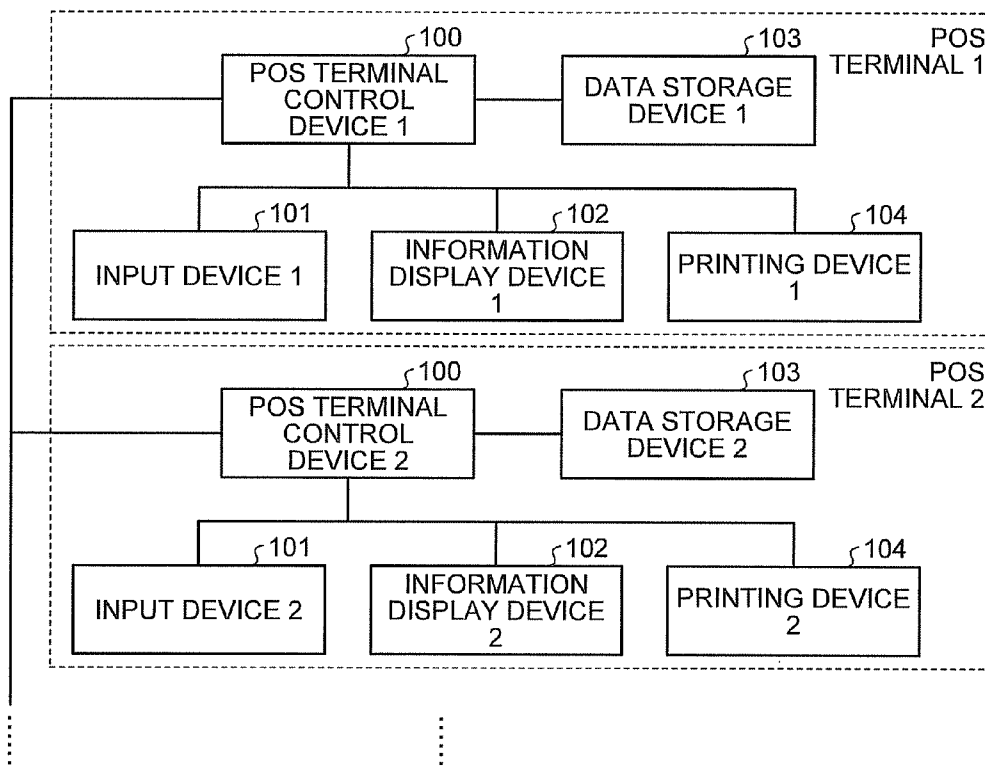 100
103
POS
TERMINAL 1
POS TERMINAL
CONTROL
DEVICE 1
DATA STORAGE
DEVICE 1
101
102
104
INPUT DEVICE 1
INFORMATION
DISPLAY DEVICE
1
PRINTING DEVICE
1
100
103
POS
TERMINAL 2
POS TERMINAL
CONTROL
DEVICE 2
DATA STORAGE
DEVICE 2
101
102
104
INPUT DEVICE 2
INFORMATION
DISPLAY DEVICE
2
PRINTING DEVICE
2